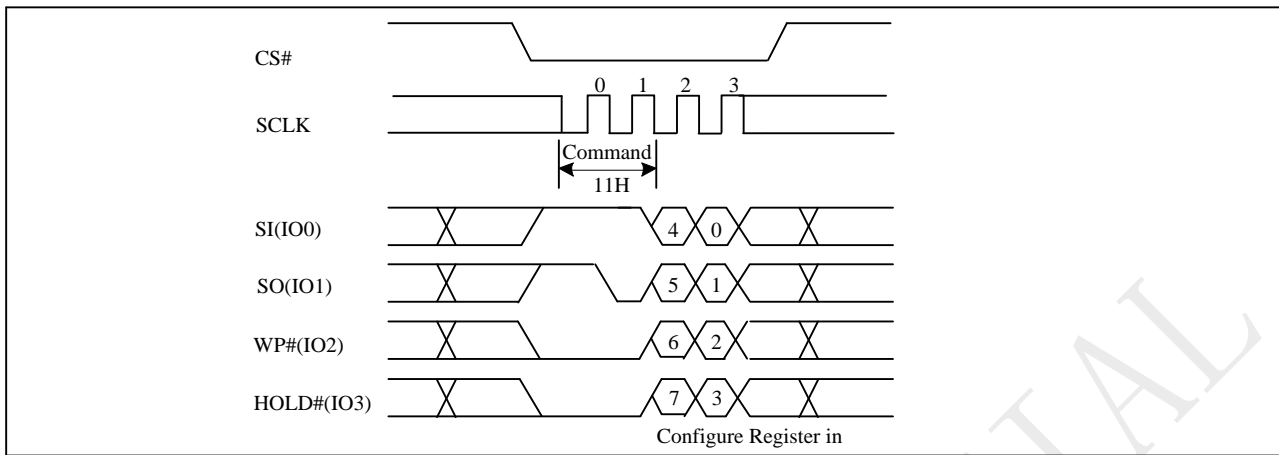 CS#
0 1 2 3
SCLK
Command
11H
SI(IO0) 4 0
SO(IO1) 5 1
WP#(IO2) 6 2
HOLD#(IO3) 7 3
Configure Register in
IAL